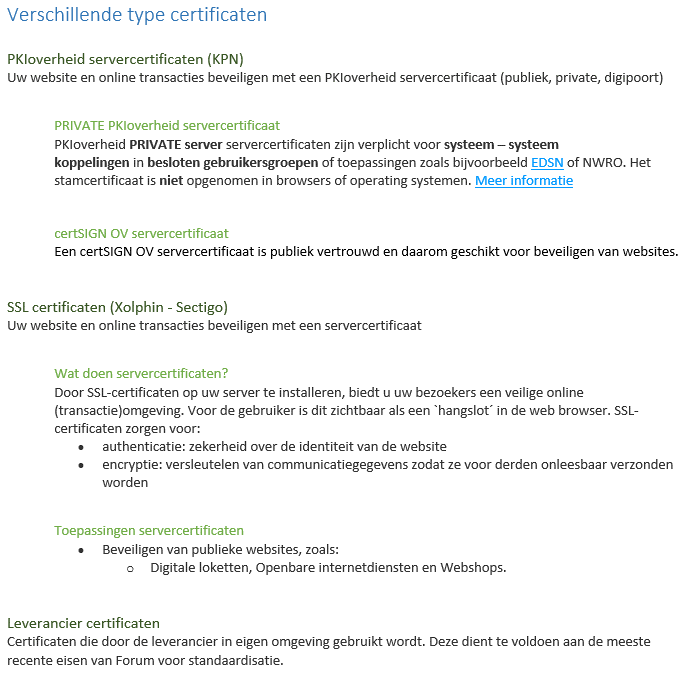 Verschillende type certificaten
PKIoverheid servercertificaten (KPN)
Uw website en online transacties beveiligen met een PKIoverheid servercertificaat (publiek, private, digipoort)
PRIVATE PKIoverheid servercertificaat
PKIoverheid PRIVATE server servercertificaten zijn verplicht voor systeem – systeem
koppelingen in besloten gebruikersgroepen of toepassingen zoals bijvoorbeeld EDSN of NWRO. Het
stamcertificaat is niet opgenomen in browsers of operating systemen. Meer informatie
certSIGN OV servercertificaat
Een certSIGN OV servercertificaat is publiek vertrouwd en daarom geschikt voor beveiligen van websites.
SSL certificaten (Xolphin - Sectigo)
Uw website en online transacties beveiligen met een servercertificaat
Wat doen servercertificaten?
Door SSL-certificaten op uw server te installeren, biedt u uw bezoekers een veilige online
(transactie)omgeving. Voor de gebruiker is dit zichtbaar als een `hangslot´ in de web browser. SSL-
certificaten zorgen voor:
• authenticatie: zekerheid over de identiteit van de website
• encryptie: versleutelen van communicatiegegevens zodat ze voor derden onleesbaar verzonden
worden
Toepassingen servercertificaten
• Beveiligen van publieke websites, zoals:
o Digitale loketten, Openbare internetdiensten en Webshops.
Leverancier certificaten
Certificaten die door de leverancier in eigen omgeving gebruikt wordt. Deze dient te voldoen aan de meeste
recente eisen van Forum voor standaardisatie.